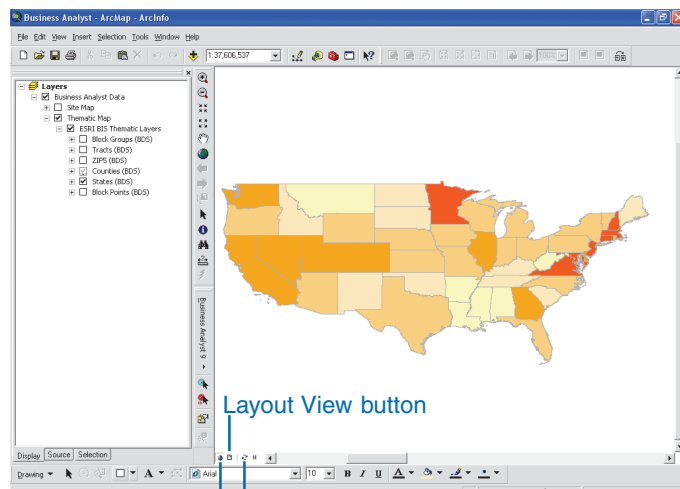 Business Analyst - ArcMap - ArcInfo
File Edit View Insert Selection Tools Window Help
1:37,606,537
100%
Layers
Business Analyst Data
Site Map
Thematic Map
ESRI BIS Thematic Layers
Block Groups (BDS)
Tracts (BDS)
ZIPS (BDS)
Counties (BDS)
States (BDS)
Block Points (BDS)
Business Analyst 9
Layout View button
Display Source Selection
Drawing A Arial 10 B I U A